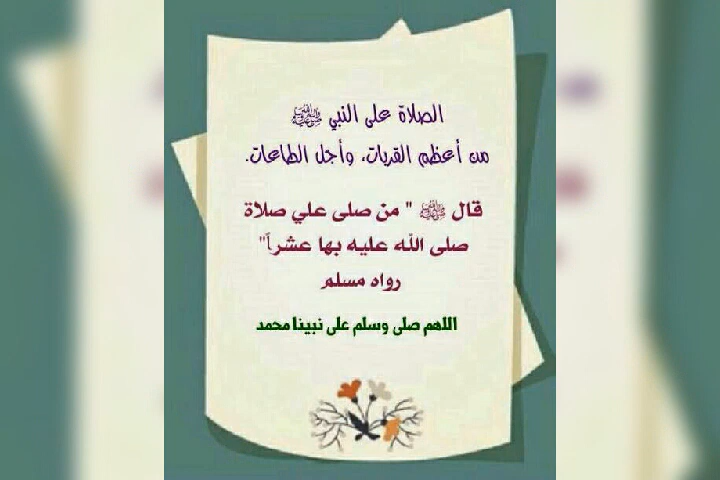 الصلاة على النبي ﷺ
من أعظم القربات، وأجل الطاعات.
قال ﷺ " من صلى علي صلاة
صلى الله عليه بها عشراً"
رواه مسلم
اللهم صلى وسلم على نبينا محمد